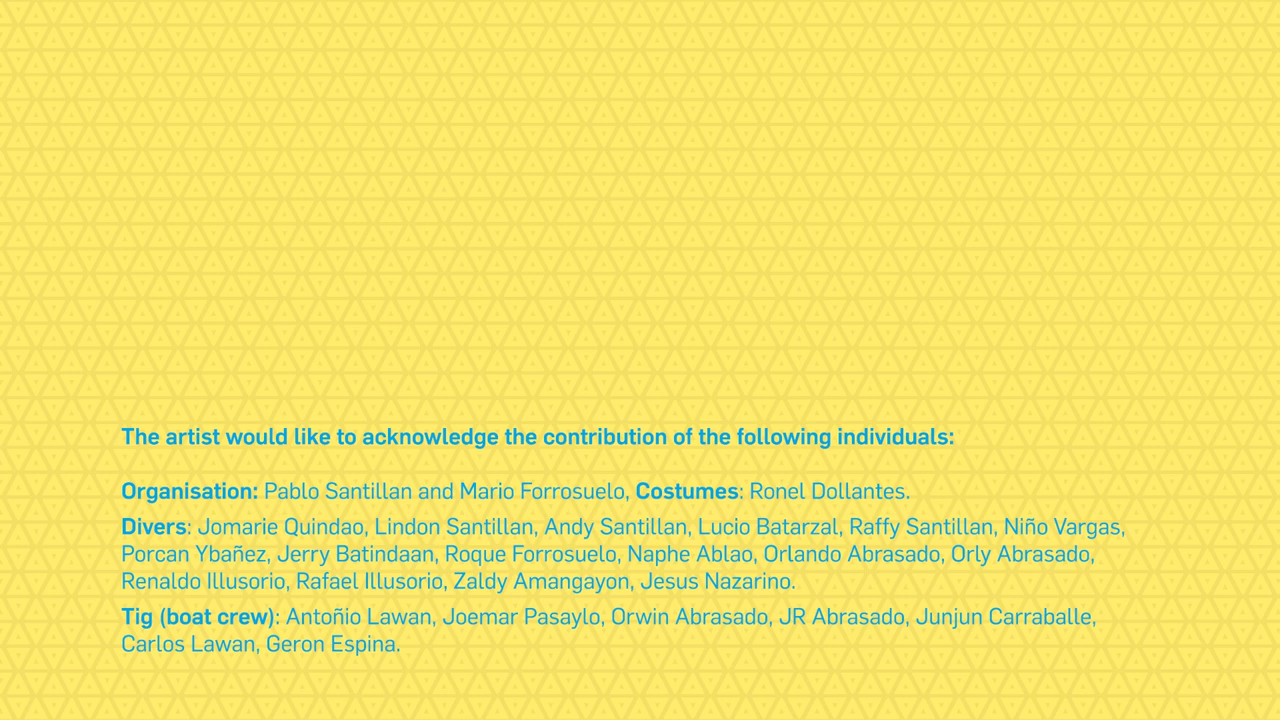 The artist would like to acknowledge the contribution of the following individuals:
Organisation: Pablo Santillan and Mario Forrosuelo, Costumes: Ronel Dollantes.
Divers: Jomarie Quindao, Lindon Santillan, Andy Santillan, Lucio Batarzal, Raffy Santillan, Niño Vargas,
Porcan Ybañez, Jerry Batindaan, Roque Forrosuelo, Naphe Ablao, Orlando Abrasado, Orly Abrasado,
Renaldo Illusorio, Rafael Illusorio, Zaldy Amangayon, Jesus Nazarino.
Tig (boat crew): Antoñio Lawan, Joemar Pasaylo, Orwin Abrasado, JR Abrasado, Junjun Carraballe,
Carlos Lawan, Geron Espina.